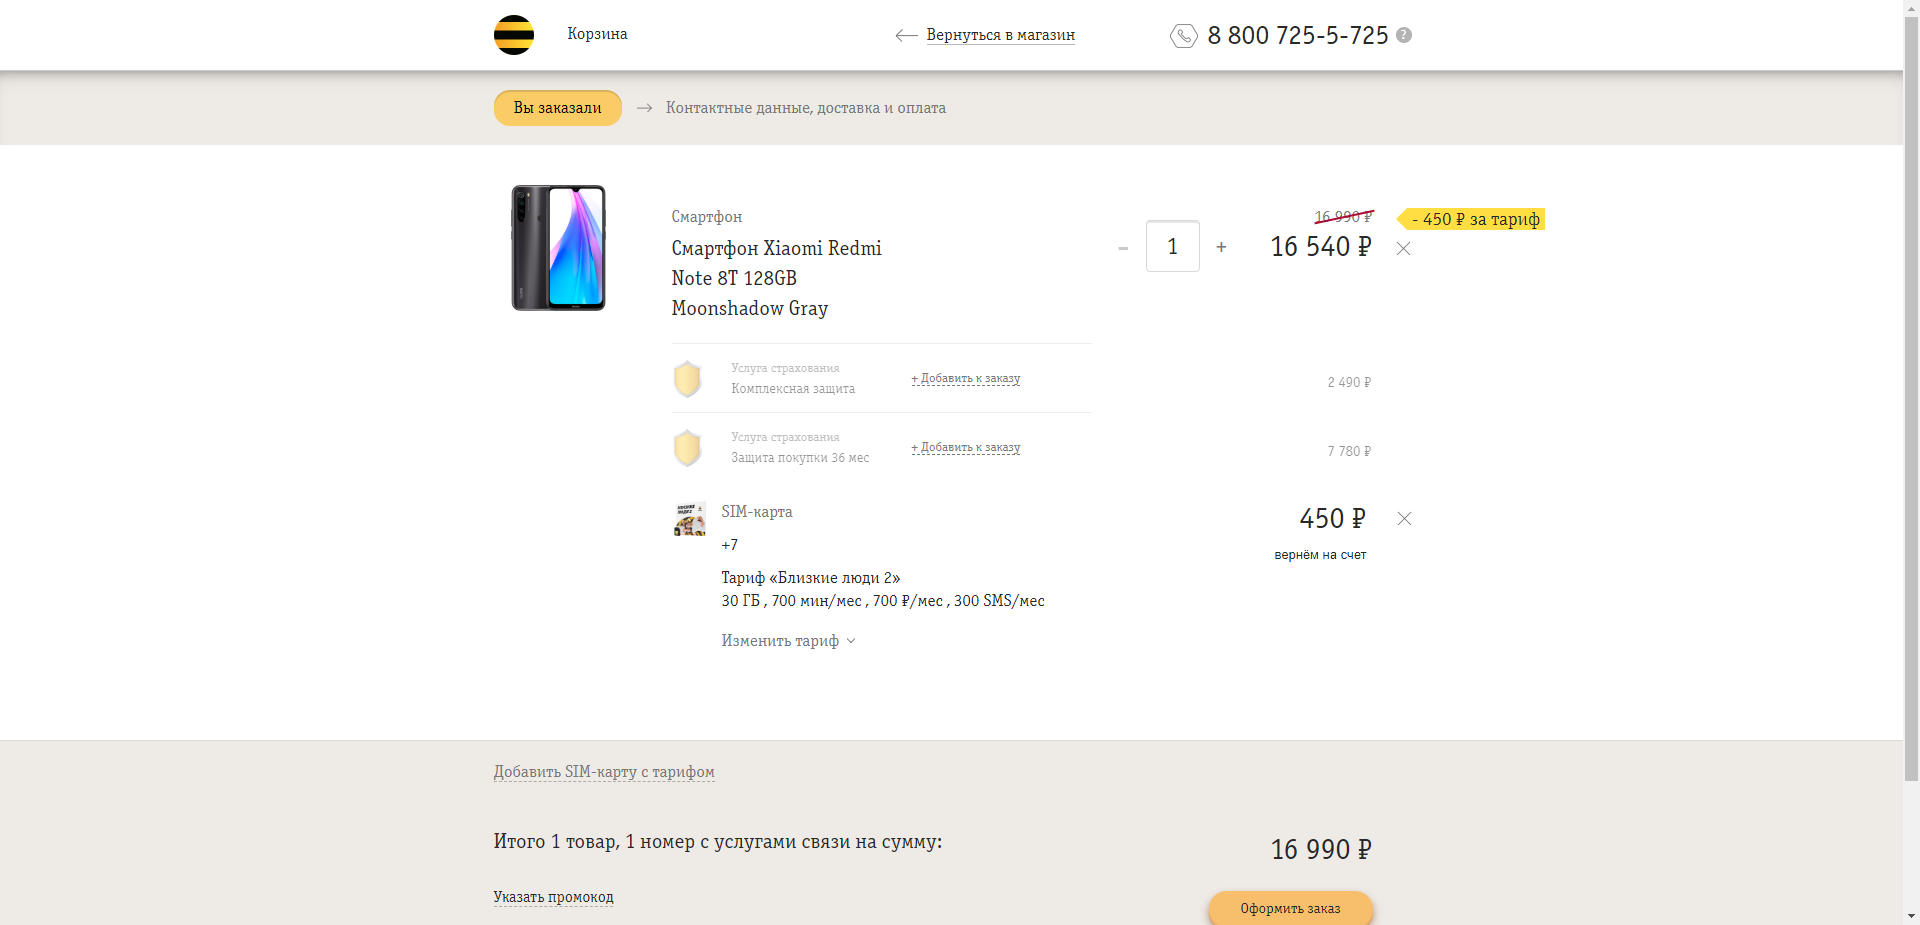 Корзина
Вернуться в магазин
8 800 725-5-725
?
Вы заказали
Контактные данные, доставка и оплата
Смартфон
Смартфон Xiaomi Redmi
Note 8T 128GB
Moonshadow Gray
1
16 990 ₽
- 450 ₽ за тариф
16 540 ₽
Услуга страхования
Комплексная защита
+ Добавить к заказу
2 490 ₽
Услуга страхования
Защита покупки 36 мес
+ Добавить к заказу
7 780 ₽
SIM-карта
450 ₽
+7
вернём на счет
Тариф «Близкие люди 2»
30 ГБ , 700 мин/мес , 700 ₽/мес , 300 SMS/мес
Изменить тариф
Добавить SIM-карту с тарифом
Итого 1 товар, 1 номер с услугами связи на сумму:
16 990 ₽
Указать промокод
Оформить заказ